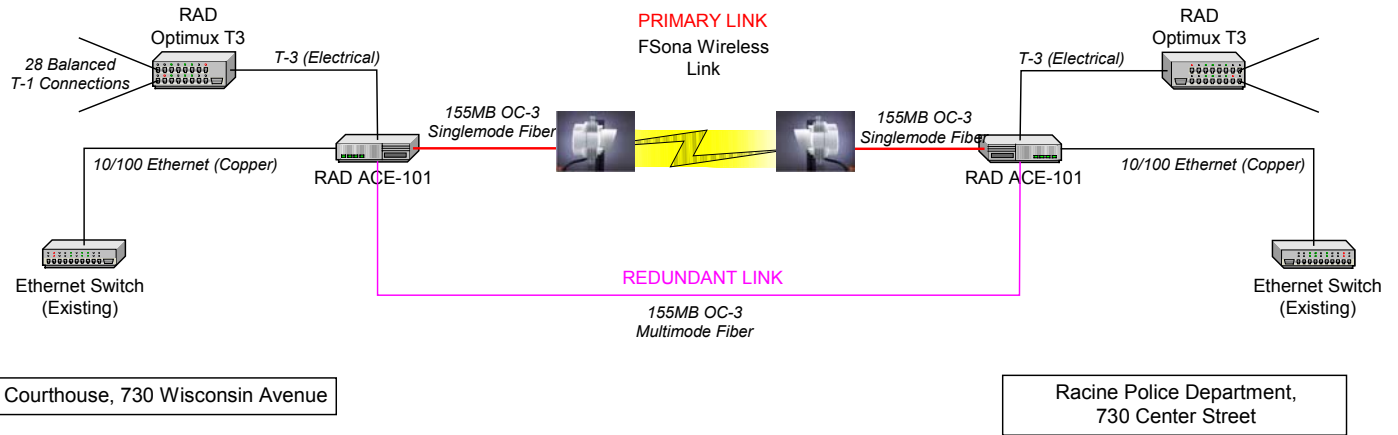 RAD
Optimux T3
28 Balanced
T-1 Connections
T-3 (Electrical)
155MB OC-3
Singlemode Fiber
10/100 Ethernet (Copper)
RAD ACE-101
Ethernet Switch
(Existing)
PRIMARY LINK
FSona Wireless
Link
REDUNDANT LINK
155MB OC-3
Multimode Fiber
RAD
Optimux T3
T-3 (Electrical)
155MB OC-3
Singlemode Fiber
RAD ACE-101
10/100 Ethernet (Copper)
Ethernet Switch
(Existing)
Courthouse, 730 Wisconsin Avenue
Racine Police Department,
730 Center Street